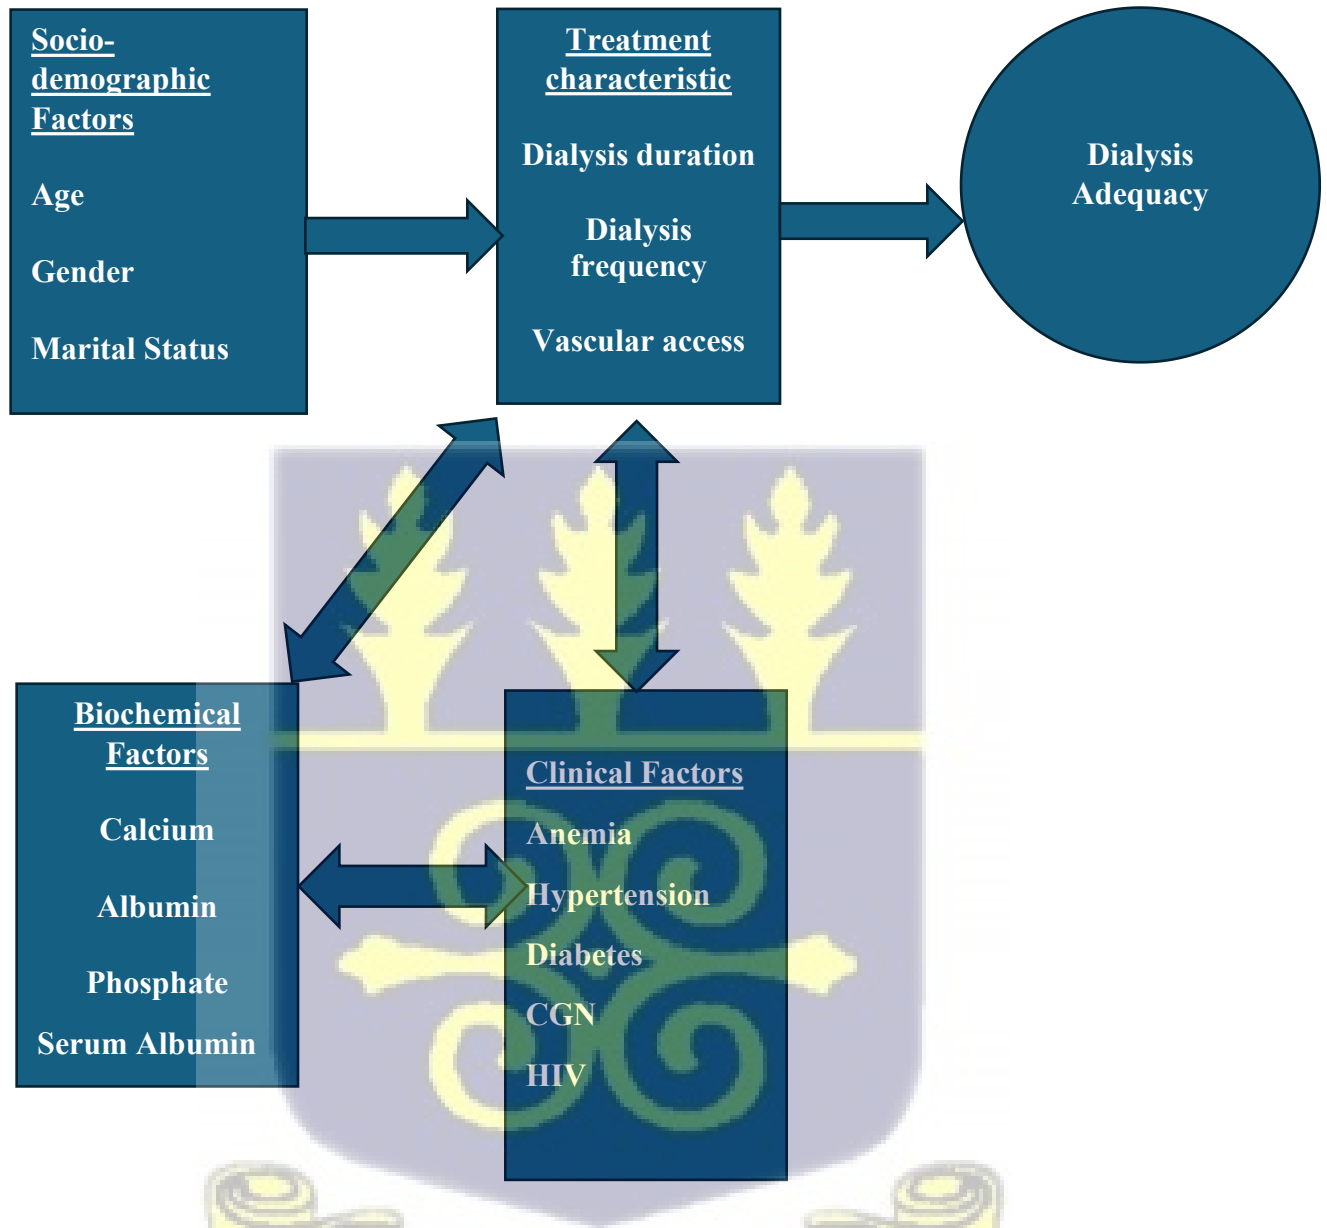 Socio-
demographic
Factors
Age
Gender
Marital Status
Treatment
characteristic
Dialysis duration
Dialysis
frequency
Vascular access
Dialysis
Adequacy
Biochemical
Factors
Calcium
Albumin
Phosphate
Serum Albumin
Clinical Factors
Anemia
Hypertension
Diabetes
CGN
HIV